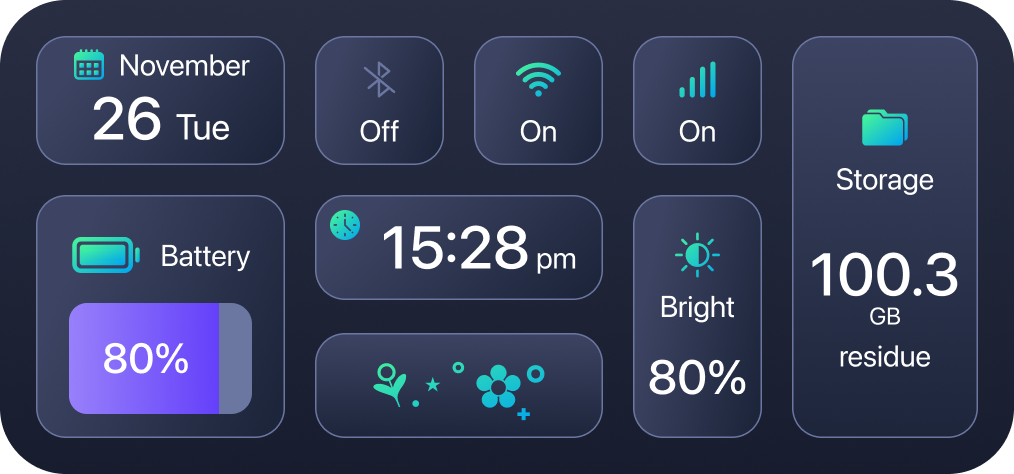 November
26 Tue
Off
On
On
Storage
100.3
GB
residue
Battery
80%
15:28 pm
Bright
80%